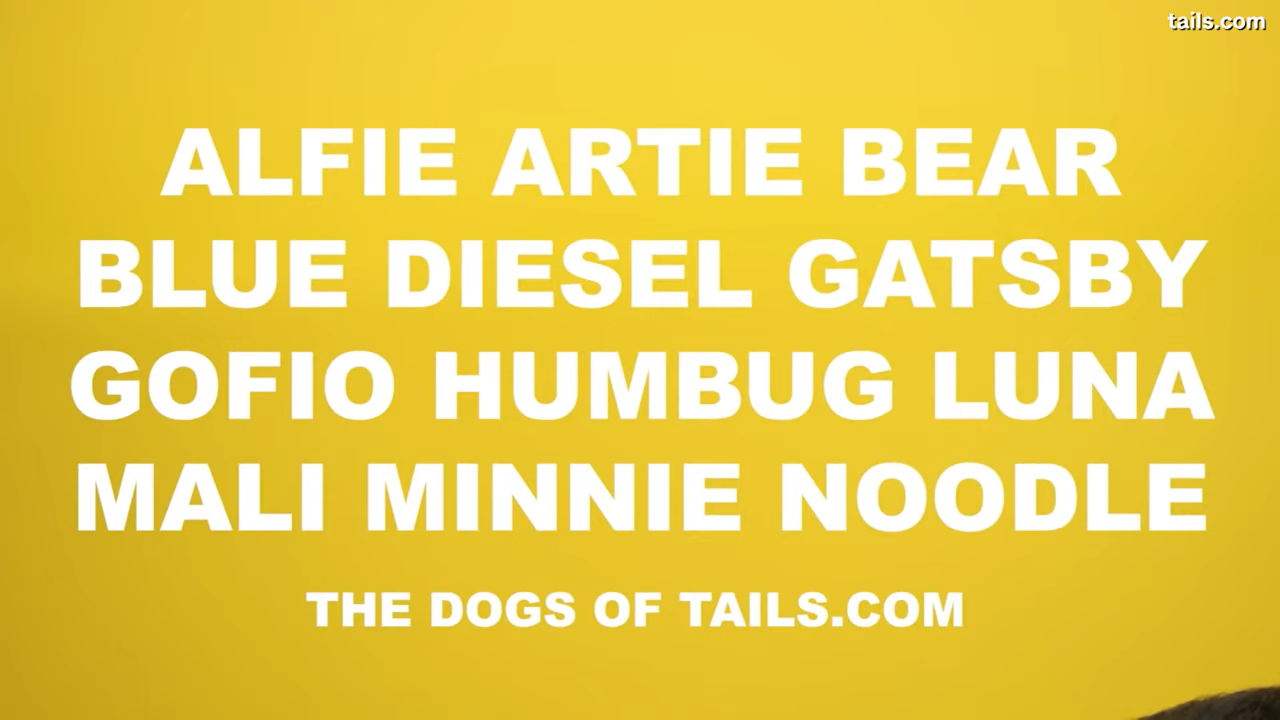 tails.com
ALFIE ARTIE BEAR
BLUE DIESEL GATSBY
GOFIO HUMBUG LUNA
MALI MINNIE NOODLE
THE DOGS OF TAILS.COM